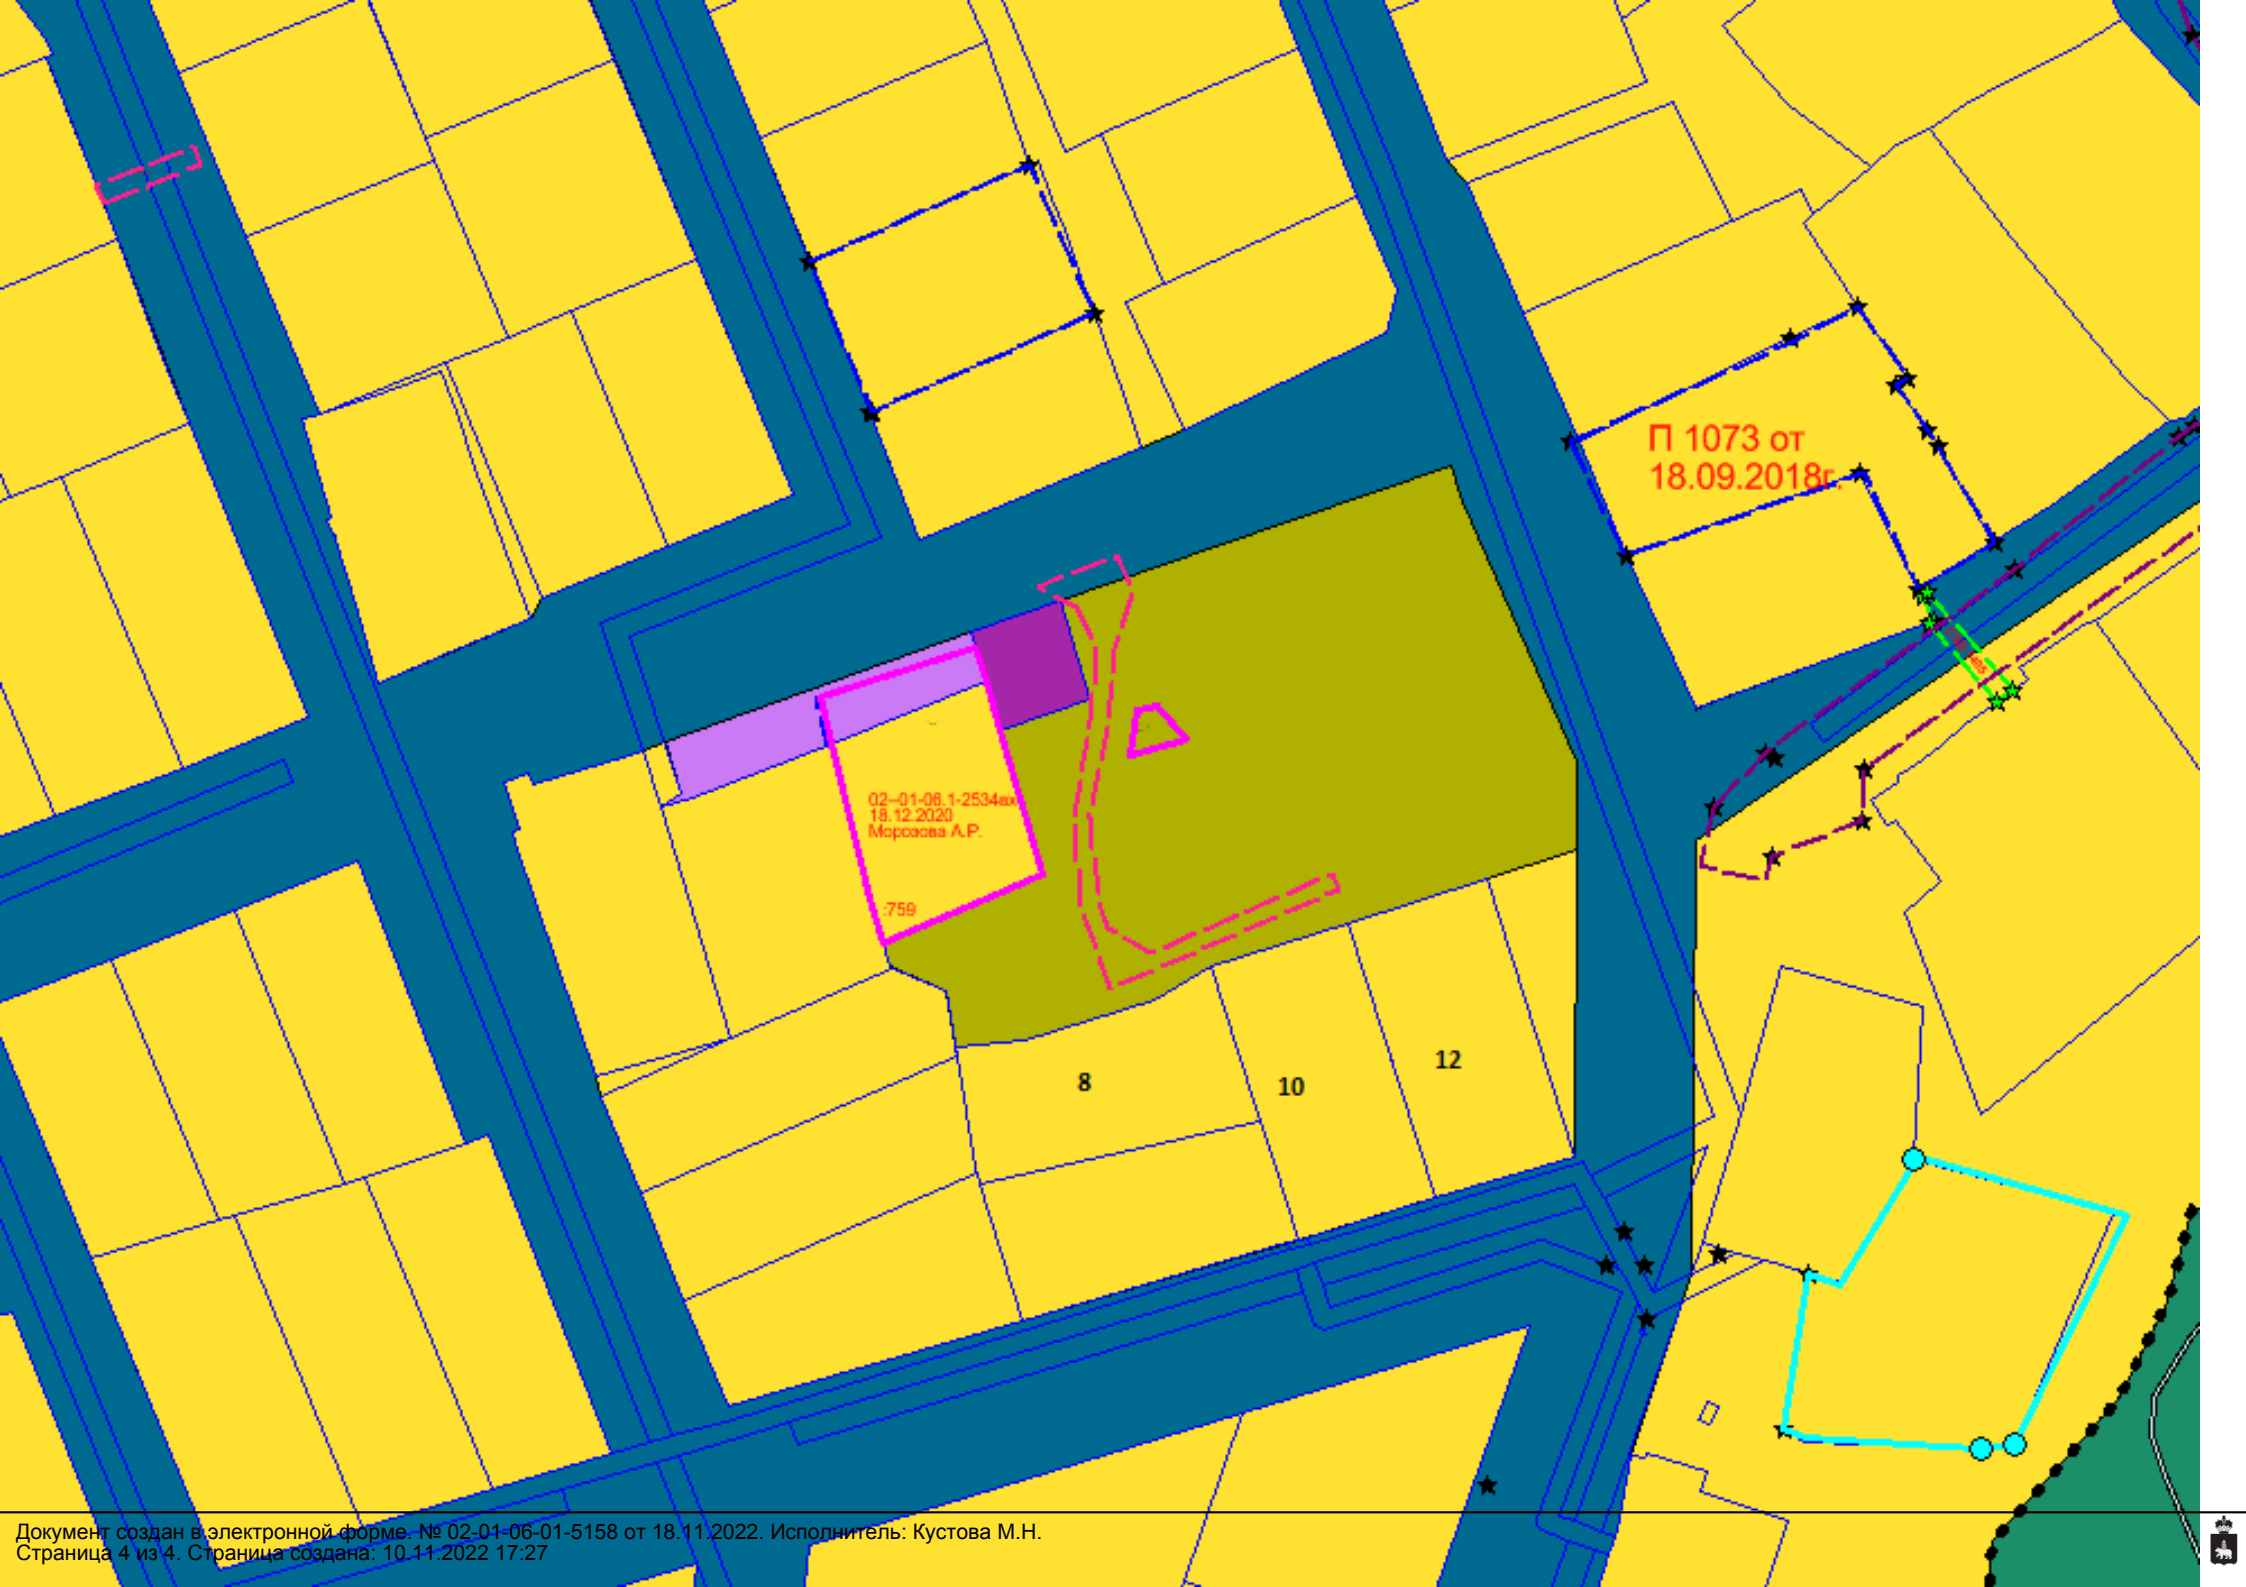 П 1073 от
18.09.2018г.
02--01-06.1-2534вх
18.12.2020
Морозова А.Р.
:759
8
10
12
Документ создан в электронной форме. № 02-01-06-01-5158 от 18.11.2022. Исполнитель: Кустова М.Н.
Страница 4 из 4. Страница создана: 10.11.2022 17:27